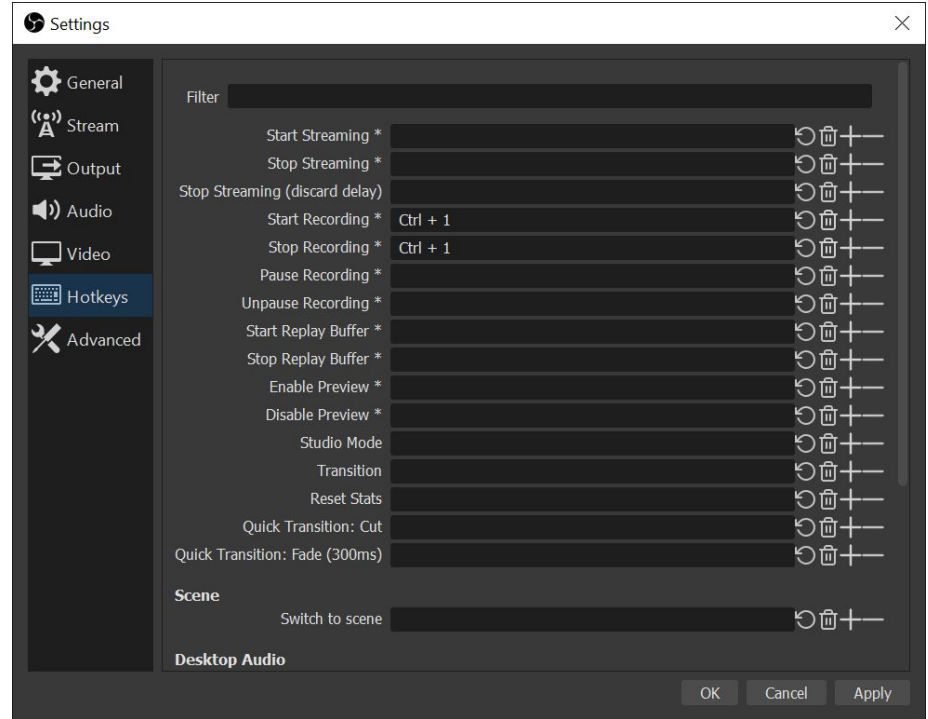 Settings
General
Stream
Output
Audio
Video
Hotkeys
Advanced
Filter
Start Streaming *
Stop Streaming *
Stop Streaming (discard delay)
Start Recording * Ctrl + 1
Stop Recording * Ctrl + 1
Pause Recording *
Unpause Recording *
Start Replay Buffer *
Stop Replay Buffer *
Enable Preview *
Disable Preview *
Studio Mode
Transition
Reset Stats
Quick Transition: Cut
Quick Transition: Fade (300ms)
Scene
Switch to scene
Desktop Audio
OK Cancel Apply